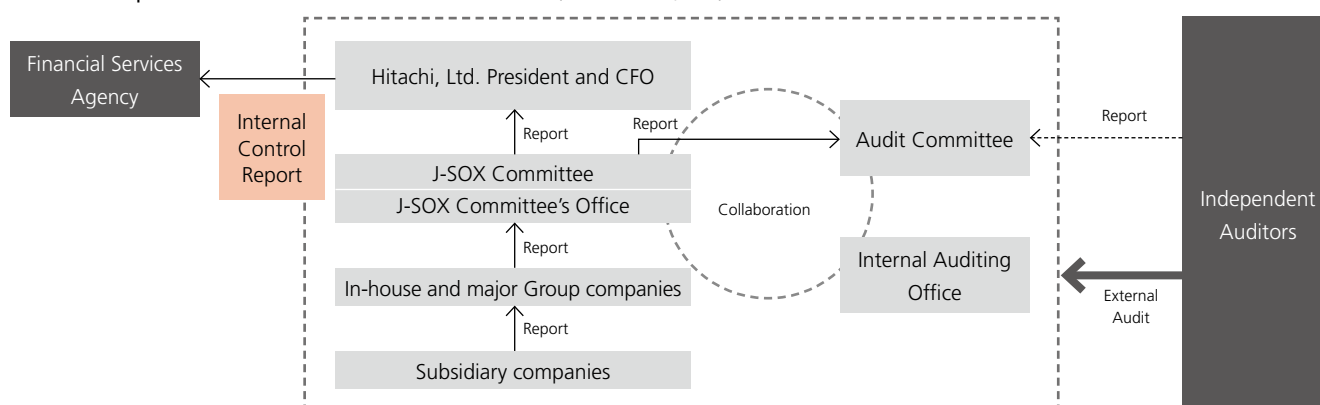 Financial Services
Agency
Internal
Control
Report
Hitachi, Ltd. President and CFO
Report
Report
J-SOX Committee
J-SOX Committee's Office
Report
In-house and major Group companies
Report
Subsidiary companies
Collaboration
Audit Committee
Internal Auditing
Office
Report
External
Audit
Independent
Auditors